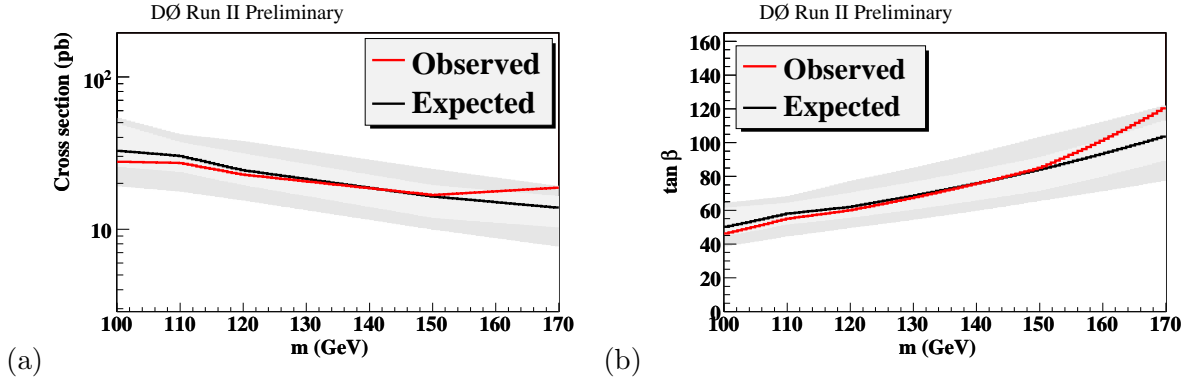 DØ Run II Preliminary
Cross section (pb)
10²
10
Observed
Expected
100 110 120 130 140 150 160 170
m (GeV)
(a)
DØ Run II Preliminary
tan β
160
140
120
100
80
60
40
20
0
Observed
Expected
100 110 120 130 140 150 160 170
m (GeV)
(b)